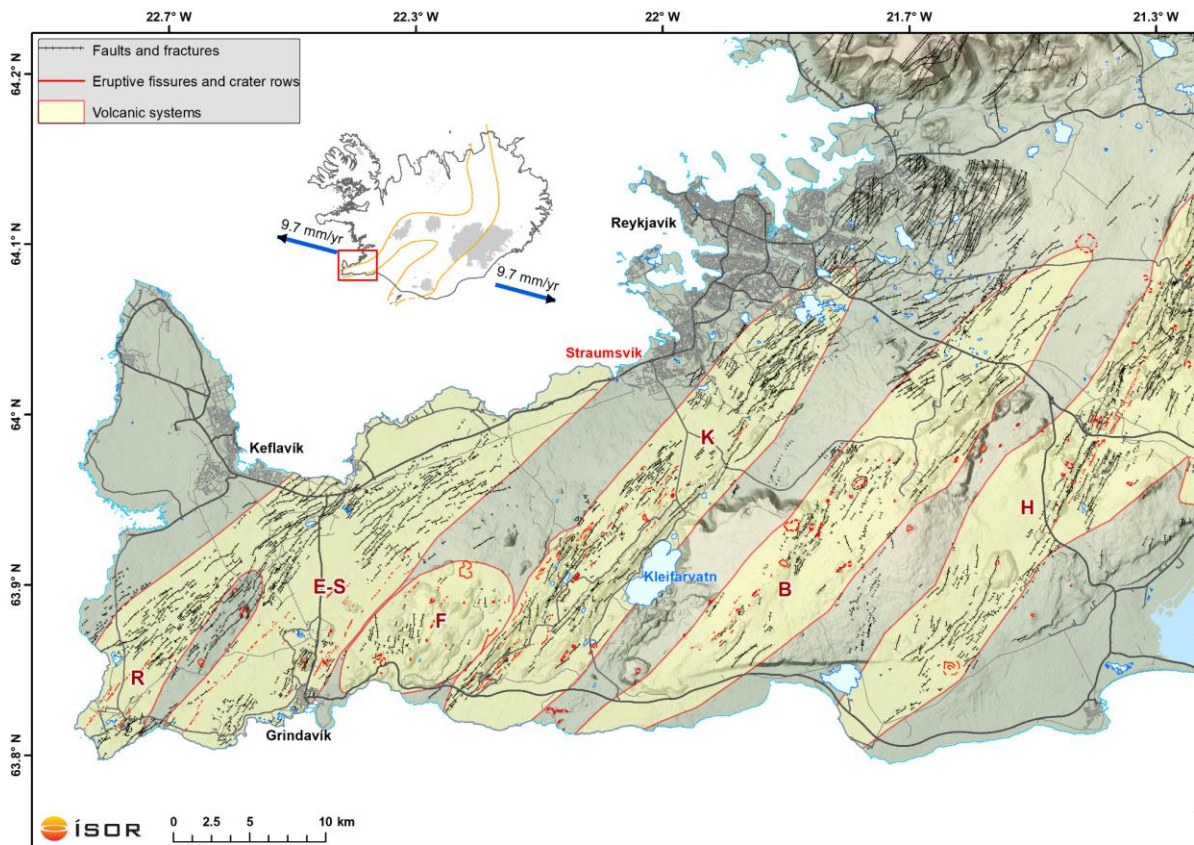 22.7° W
22.3° W
22° W
21.7° W
21.3° W
64.2° N
64.1° N
64° N
63.9° N
63.8° N
Faults and fractures
Eruptive fissures and crater rows
Volcanic systems
9.7 mm/yr
9.7 mm/yr
Reykjavík
Straumsvík
Keflavík
K
Kleifarvatn
H
E-S
B
F
R
Grindavík
ÍSOR
0 2.5 5 10 km